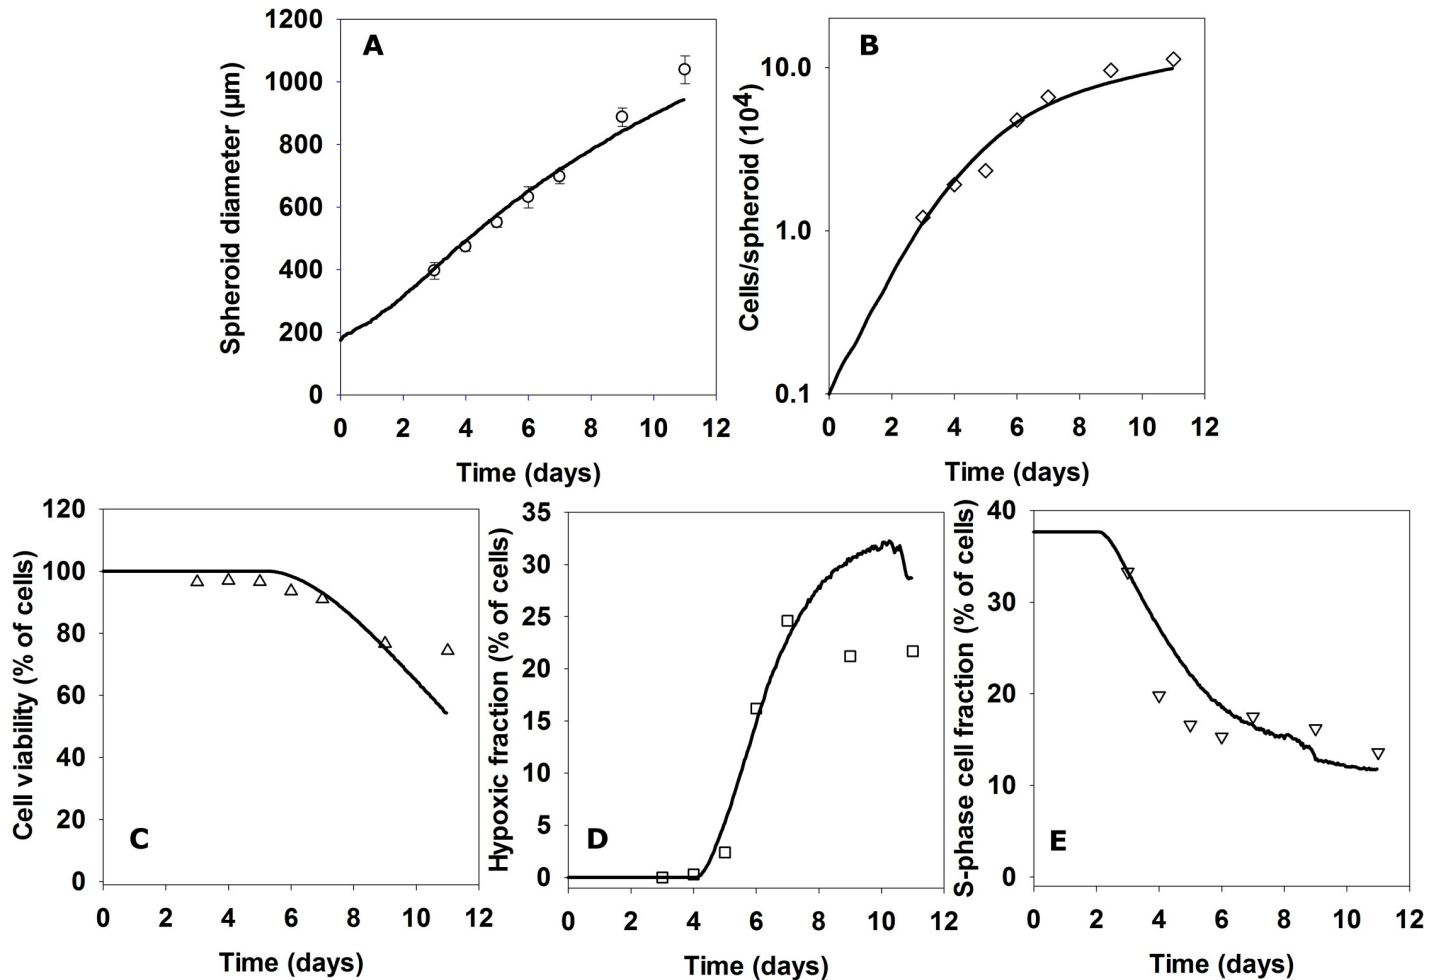 A
Spheroid diameter (µm)
1200
1000
800
600
400
200
0
0 2 4 6 8 10 12
Time (days)
B
Cells/spheroid (10⁴)
10.0
1.0
0.1
0 2 4 6 8 10 12
Time (days)
C
Cell viability (% of cells)
120
100
80
60
40
20
0
0 2 4 6 8 10 12
Time (days)
D
Hypoxic fraction (% of cells)
35
30
25
20
15
10
5
0
0 2 4 6 8 10 12
Time (days)
E
S-phase cell fraction (% of cells)
40
30
20
10
0
0 2 4 6 8 10 12
Time (days)